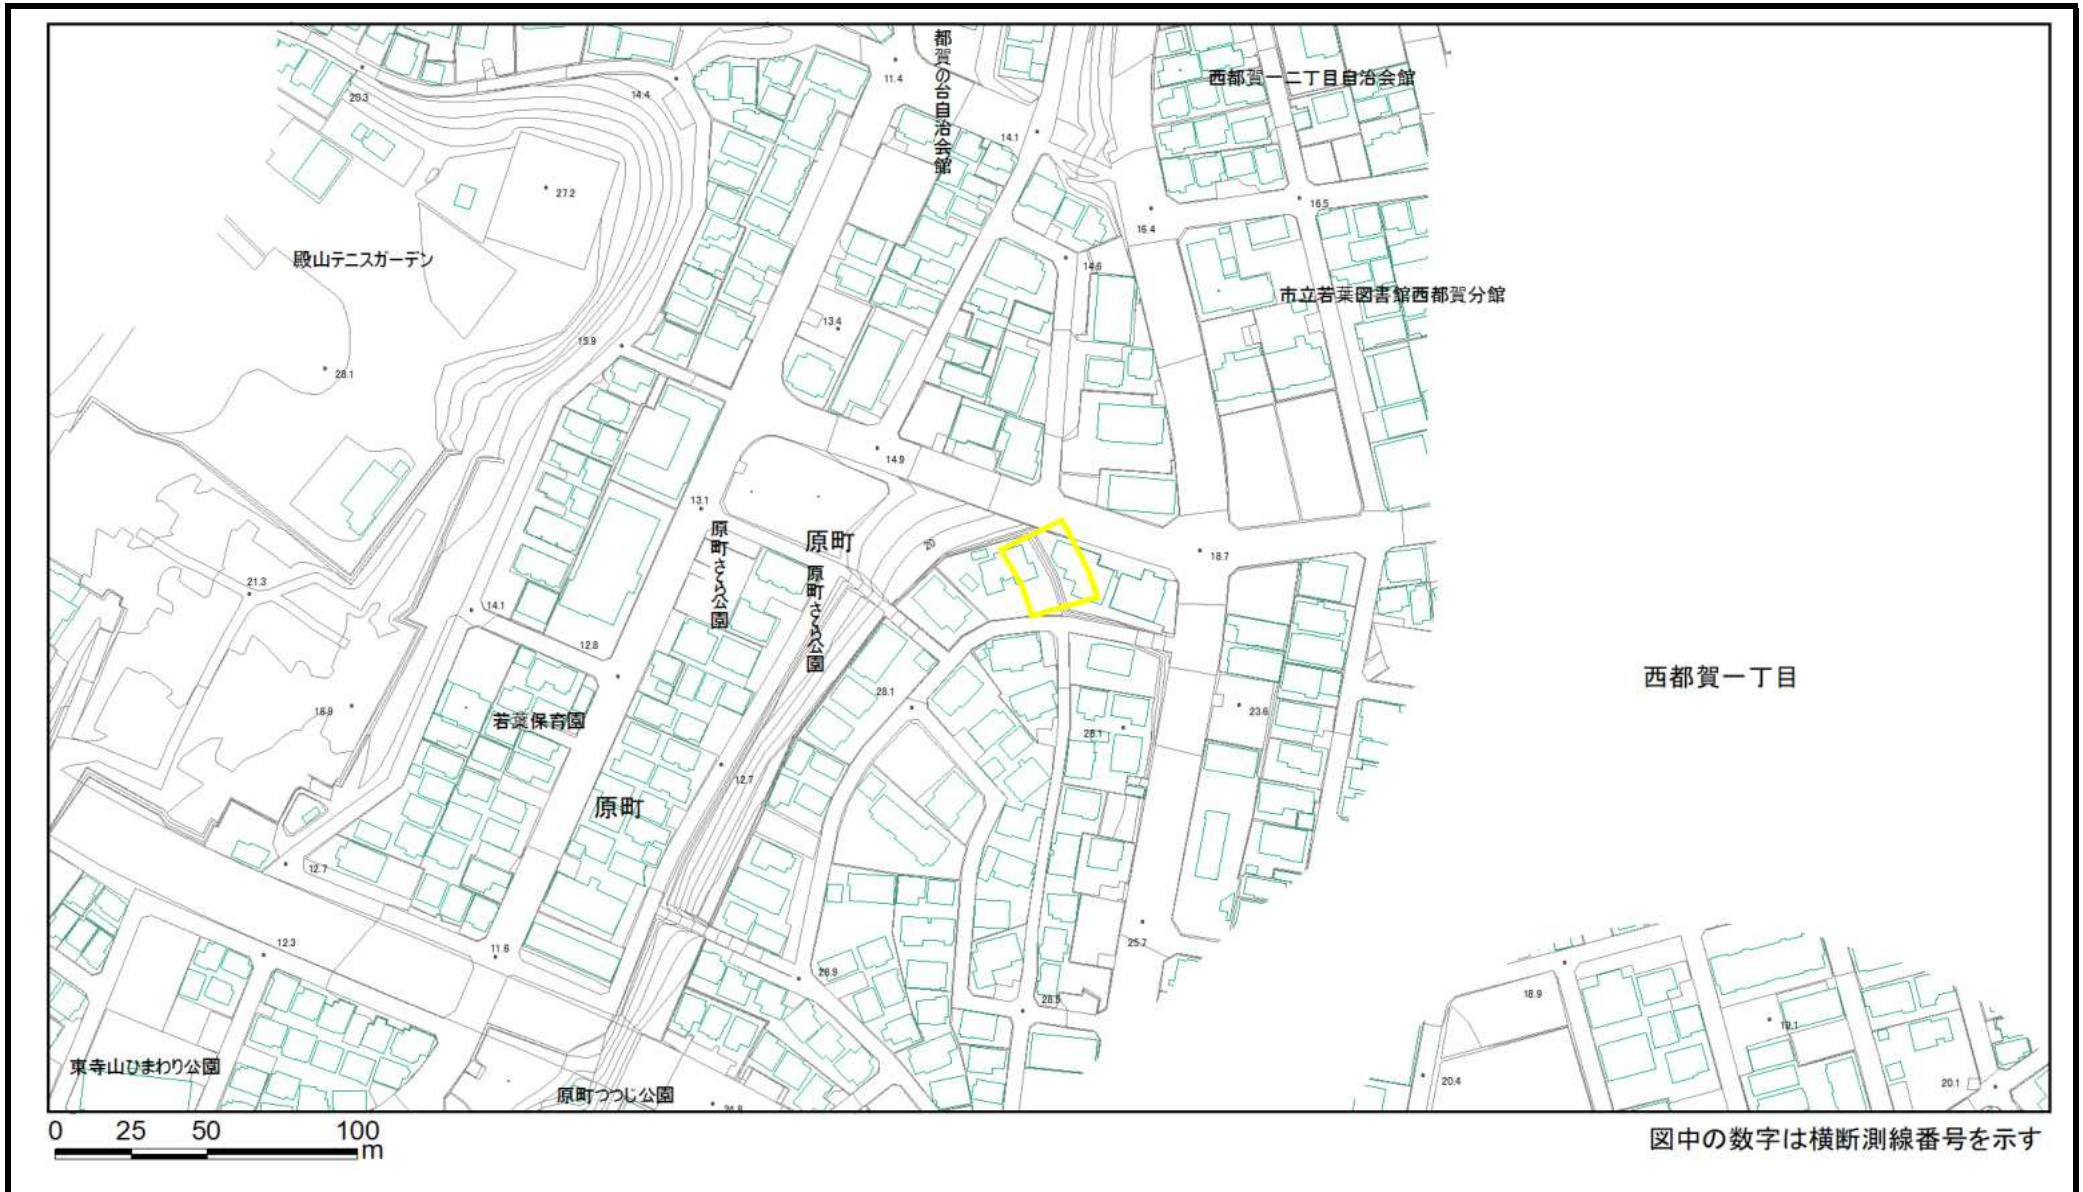 都賀の台自治会館
11.4
西都賀一二丁目自治会館
20.3
14.4
14.1
27.2
16.5
16.4
殿山テニスガーデン
14.6
市立若葉図書館西都賀分館
13.4
15.9
28.1
14.9
13.1
原町さくら公園
原町
原町さくら公園
20
18.7
21.3
14.1
12.8
西都賀一丁目
28.1
18.9
若葉保育園
23.6
28.1
12.7
原町
12.7
12.3
11.6
25.7
28.9
28.5
18.9
19.1
東寺山ひまわり公園
原町つつじ公園
20.4
20.1
0 25 50 100
m
図中の数字は横断測線番号を示す